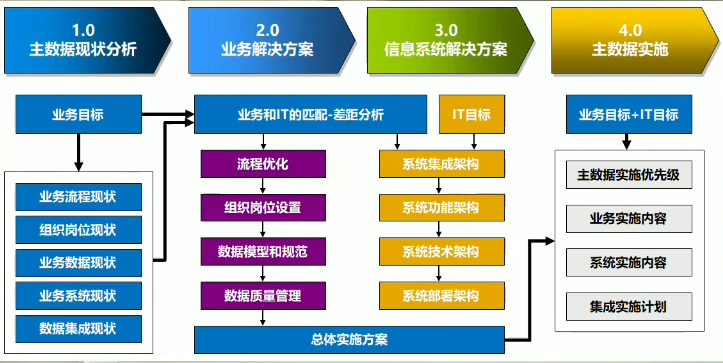 1.0
主数据现状分析
2.0
业务解决方案
3.0
信息系统解决方案
4.0
主数据实施
业务目标
业务和IT的匹配-差距分析
IT目标
业务目标+IT目标
业务流程现状
组织岗位现状
业务数据现状
业务系统现状
数据集成现状
流程优化
组织岗位设置
数据模型和规范
数据质量管理
系统集成架构
系统功能架构
系统技术架构
系统部署架构
总体实施方案
主数据实施优先级
业务实施内容
系统实施内容
集成实施计划